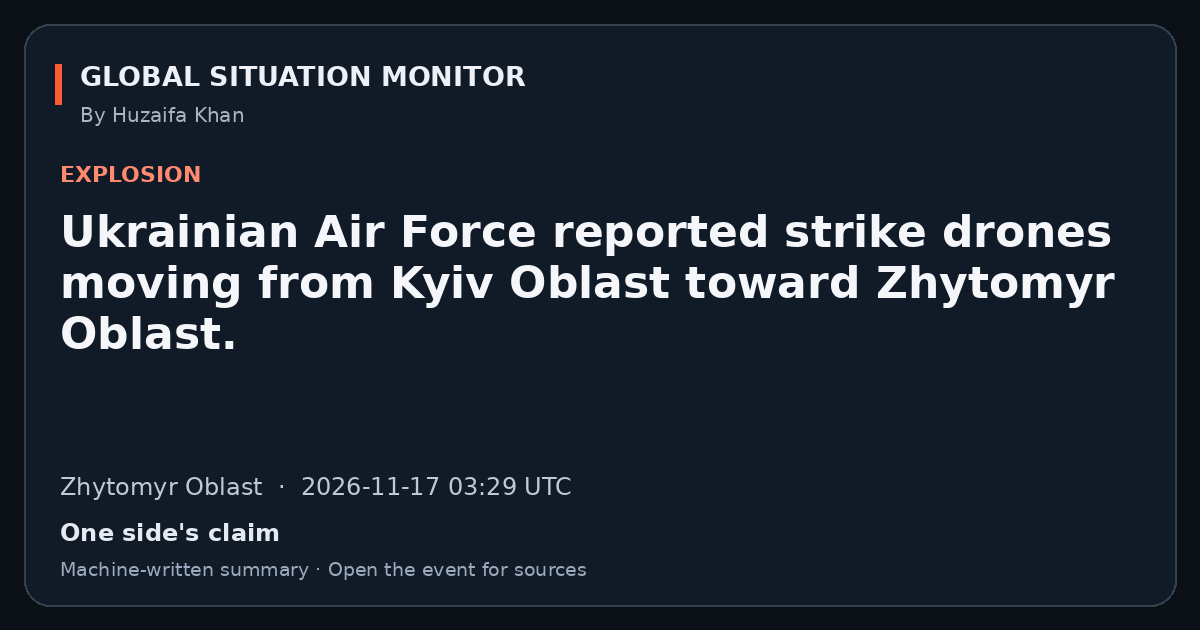 GLOBAL SITUATION MONITOR
By Huzaifa Khan
EXPLOSION
Ukrainian Air Force reported strike drones
moving from Kyiv Oblast toward Zhytomyr
Oblast.
Zhytomyr Oblast · 2026-11-17 03:29 UTC
One side's claim
Machine-written summary · Open the event for sources